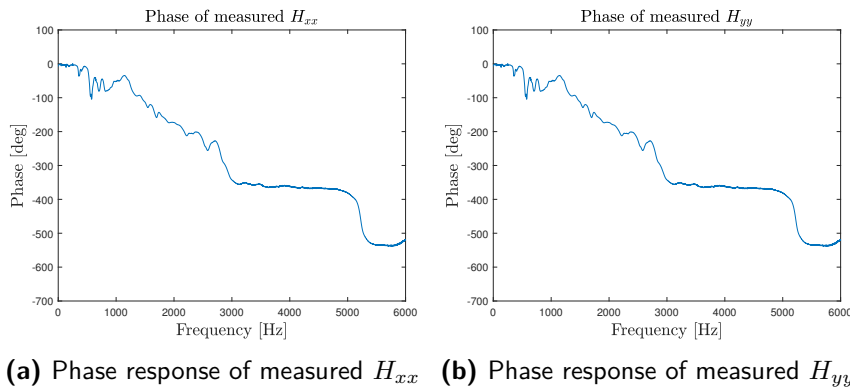 Phase of measured H_xx
0
-100
-200
-300
-400
-500
-600
-700
Phase [deg]
0 1000 2000 3000 4000 5000 6000
Frequency [Hz]
Phase of measured H_yy
0
-100
-200
-300
-400
-500
-600
-700
Phase [deg]
0 1000 2000 3000 4000 5000 6000
Frequency [Hz]
(a) Phase response of measured H_xx
(b) Phase response of measured H_yy